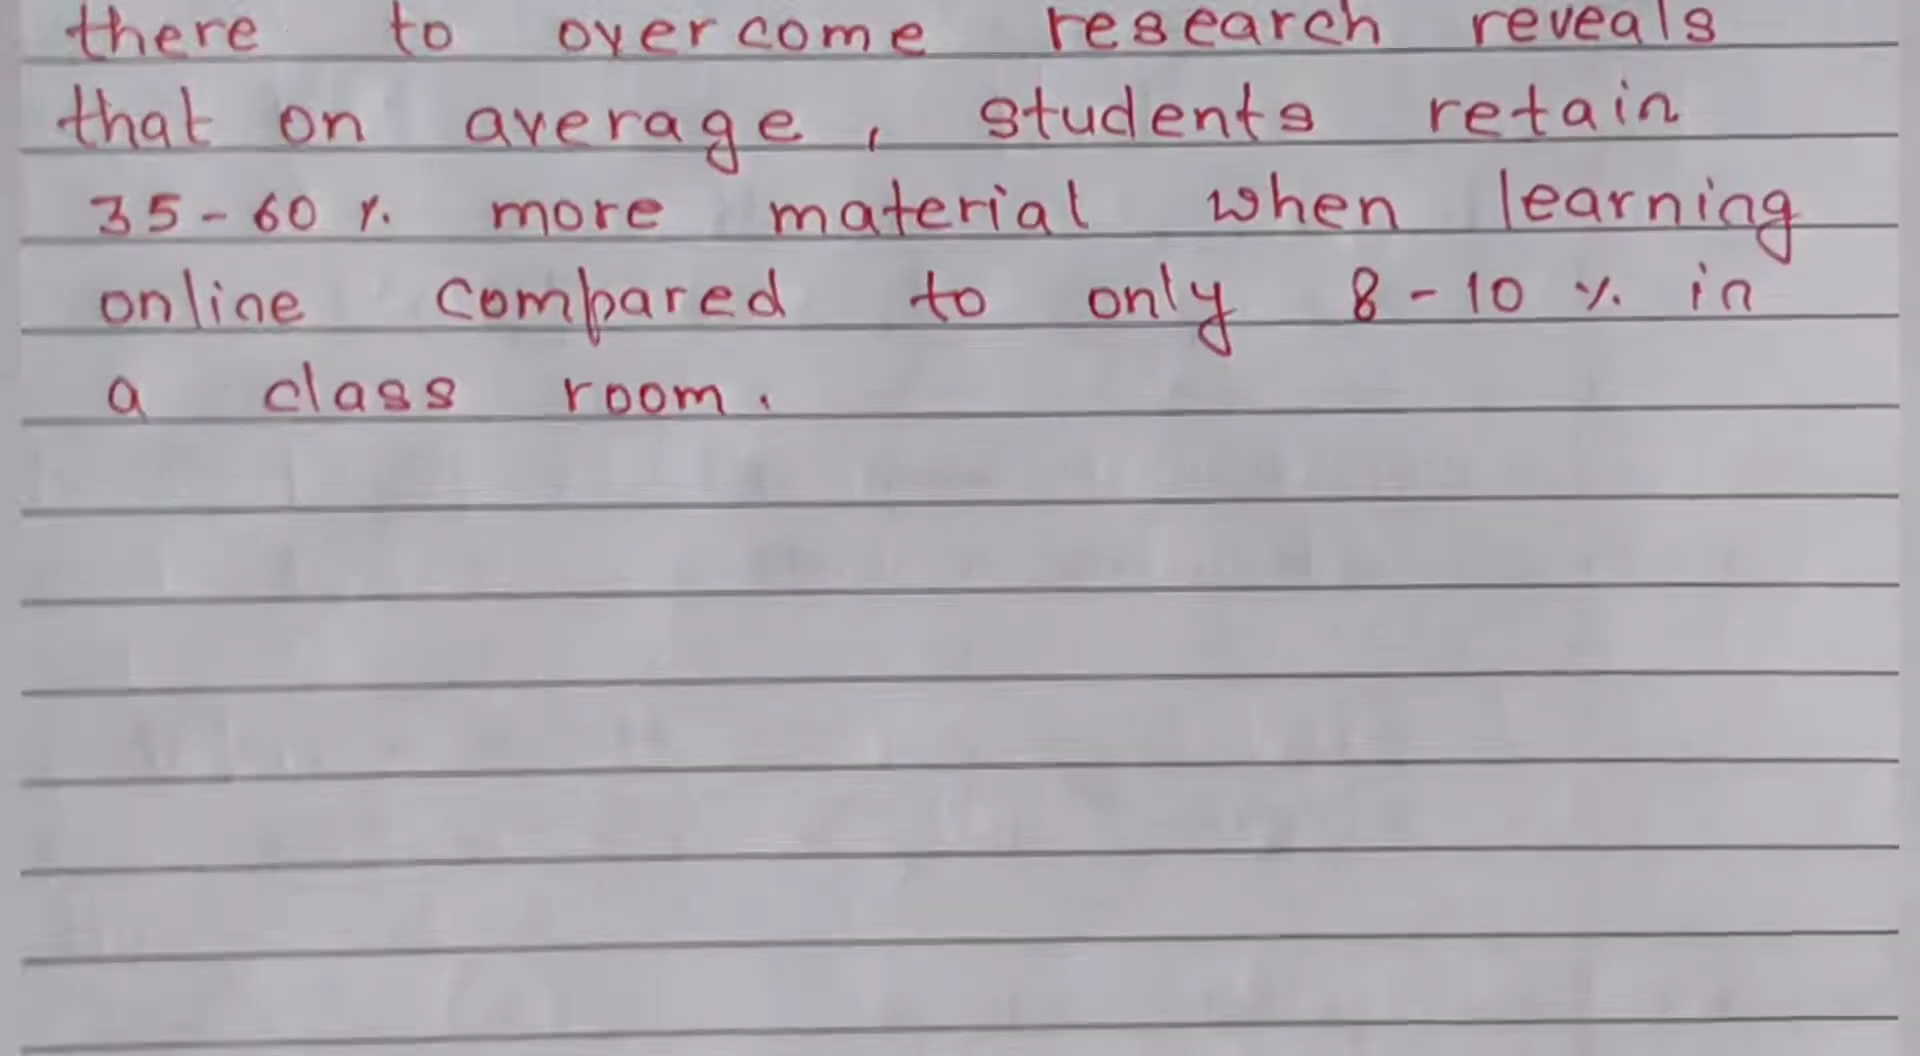 there to overcome research reveals
that on average, students retain
35-60 % more material when learning
online compared to only 8-10 % in
a class room.